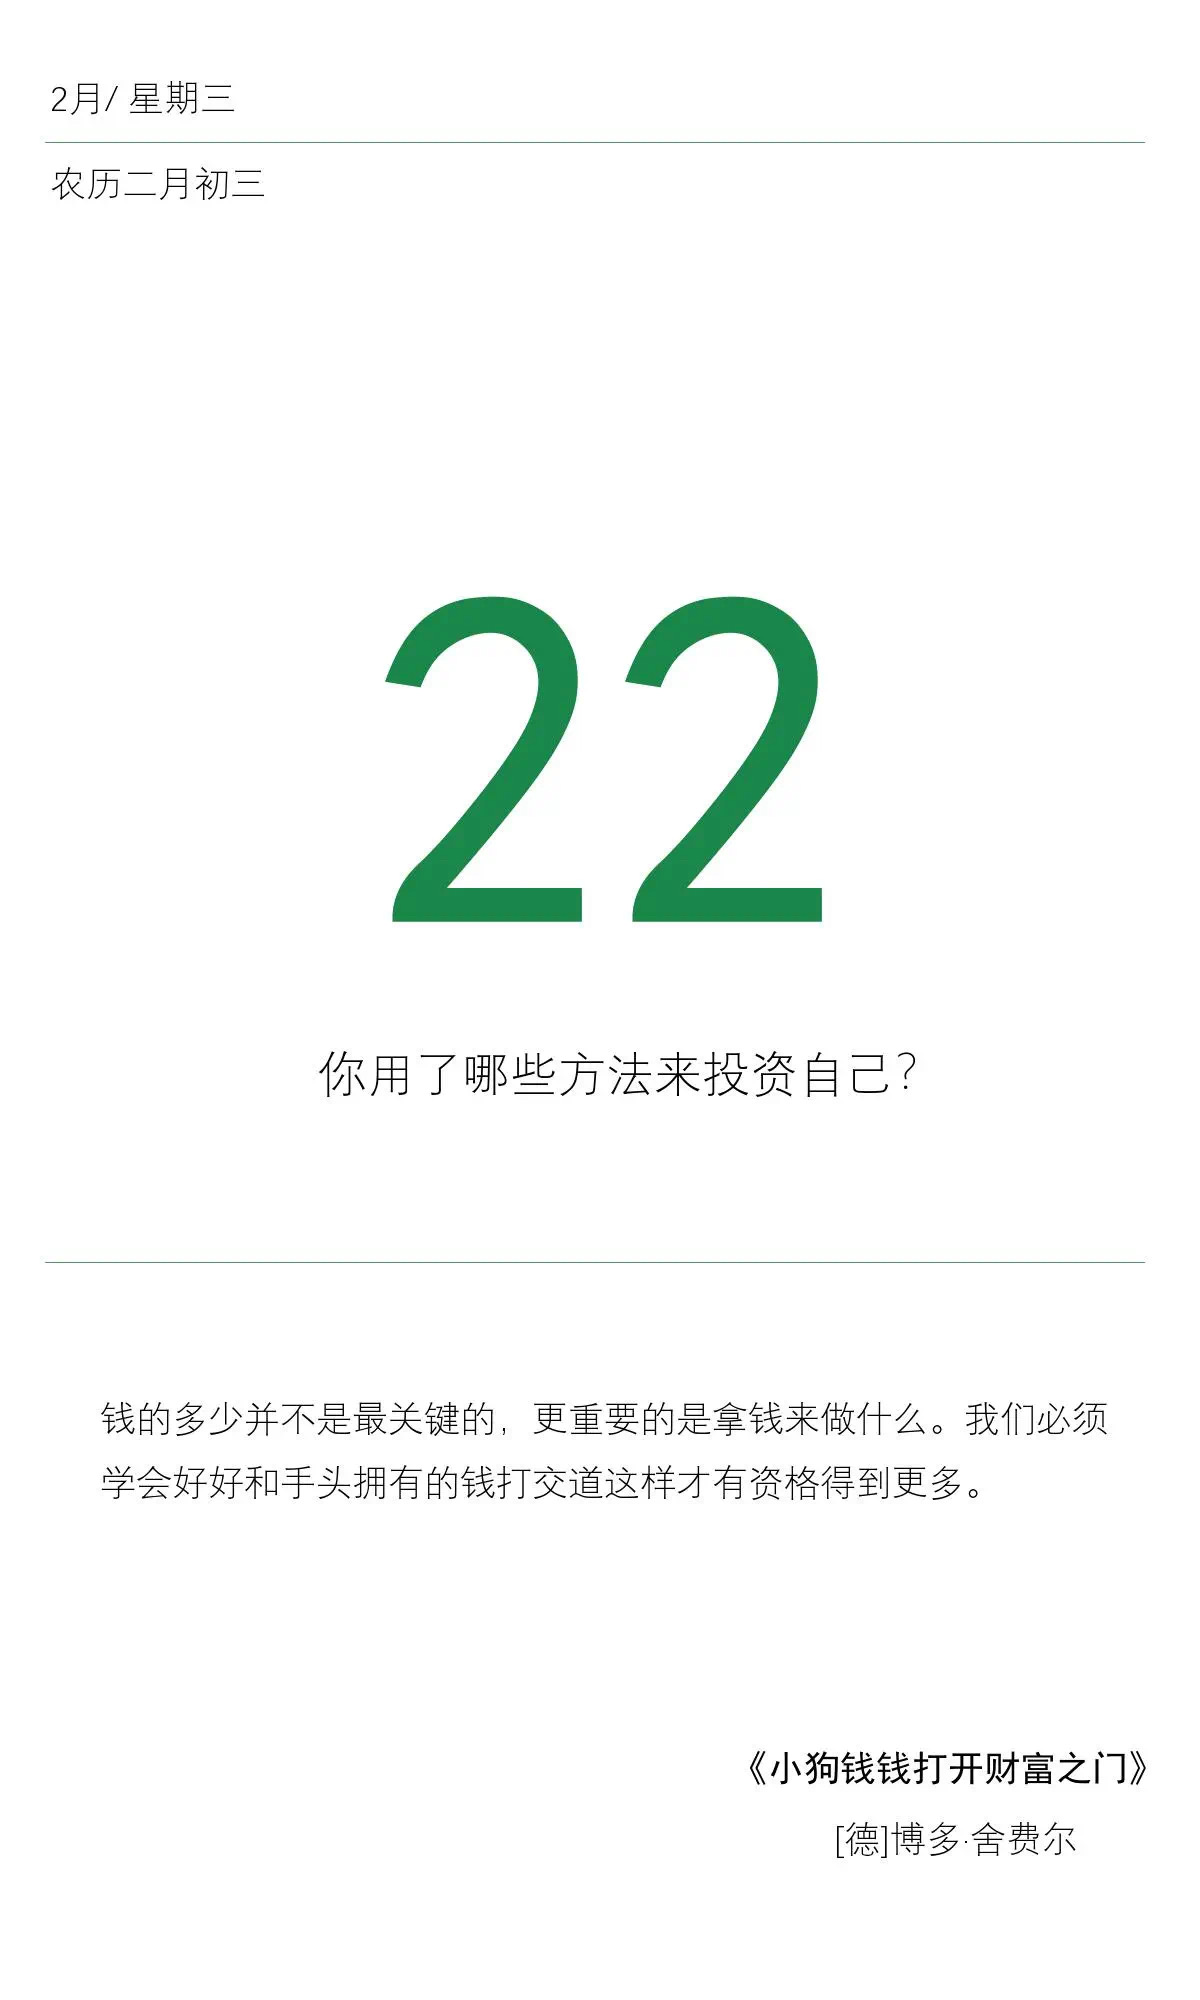 2月/ 星期三
农历二月初三
22
你用了哪些方法来投资自己？
钱的多少并不是最关键的，更重要的是拿钱来做什么。我们必须
学会好好和手头拥有的钱打交道这样才有资格得到更多。
《小狗钱钱打开财富之门》
[德]博多·舍费尔